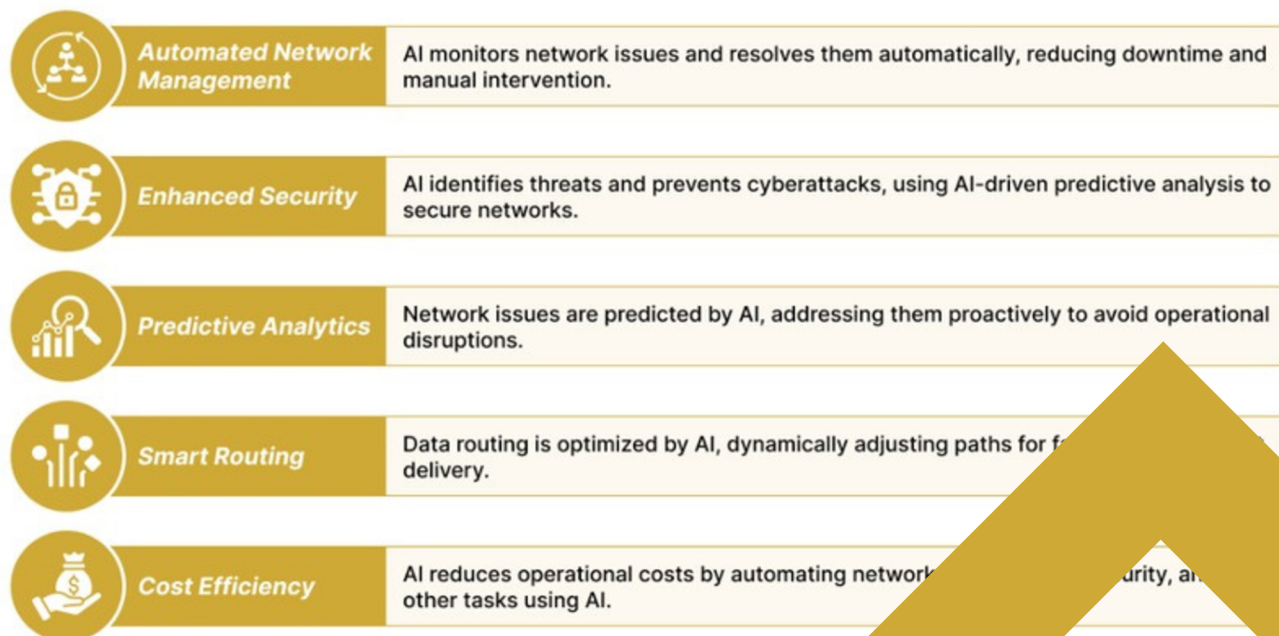 Automated Network
Management
AI monitors network issues and resolves them automatically, reducing downtime and
manual intervention.
Enhanced Security
AI identifies threats and prevents cyberattacks, using AI-driven predictive analysis to
secure networks.
Predictive Analytics
Network issues are predicted by AI, addressing them proactively to avoid operational
disruptions.
Smart Routing
Data routing is optimized by AI, dynamically adjusting paths for
delivery.
$
Cost Efficiency
AI reduces operational costs by automating network
other tasks using AI.